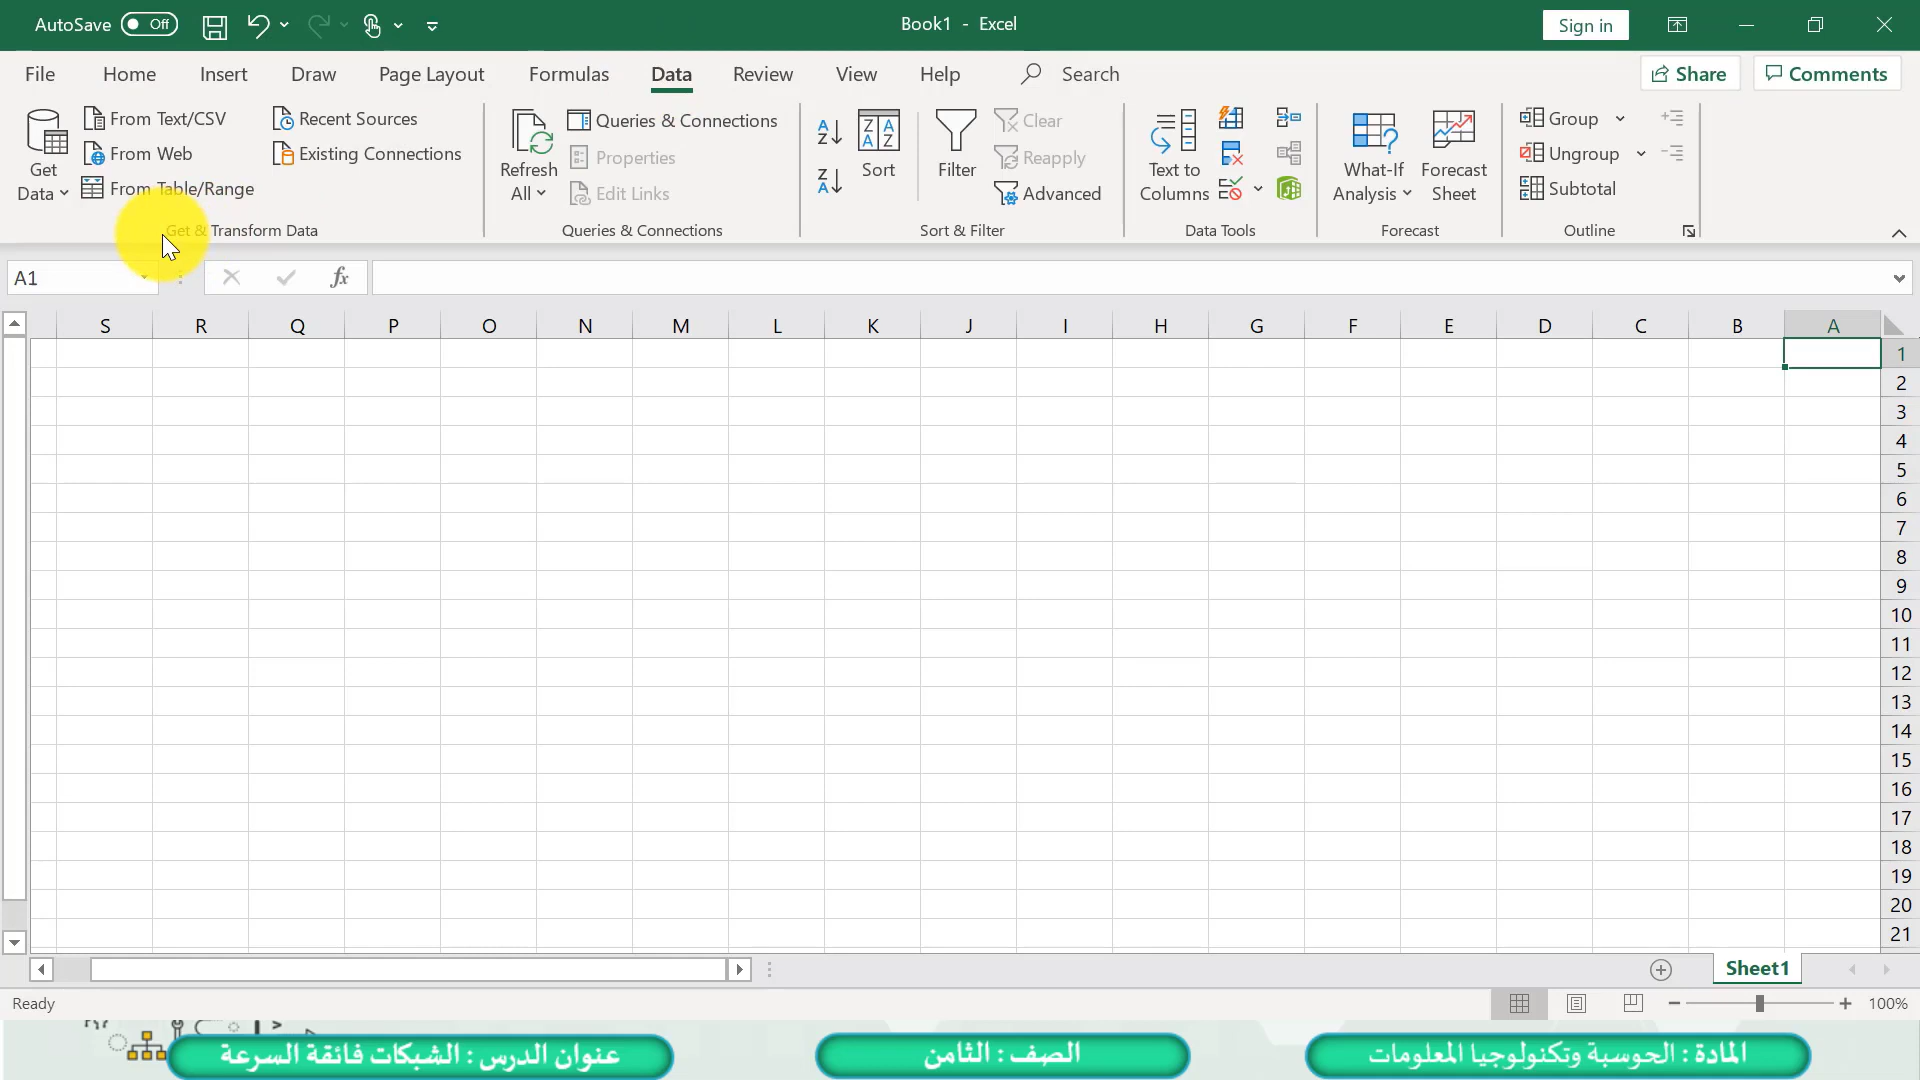 AutoSave Off
Book1 - Excel
Sign in
File Home Insert Draw Page Layout Formulas Data Review View Help Search Share Comments
Get Data
From Text/CSV
From Web
From Table/Range
Recent Sources
Existing Connections
Get & Transform Data
Refresh All
Queries & Connections
Properties
Edit Links
Queries & Connections
Sort
Filter
Clear
Reapply
Advanced
Sort & Filter
Text to Columns
Data Tools
What-If Analysis
Forecast Sheet
Forecast
Group
Ungroup
Subtotal
Outline
A1
fx
S R Q P O N M L K J I H G F E D C B A
1
2
3
4
5
6
7
8
9
10
11
12
13
14
15
16
17
18
19
20
21
Sheet1
Ready
100%
المادة : الحوسبة وتكنولوجيا المعلومات
الصف : الثامن
عنوان الدرس : الشبكات فائقة السرعة